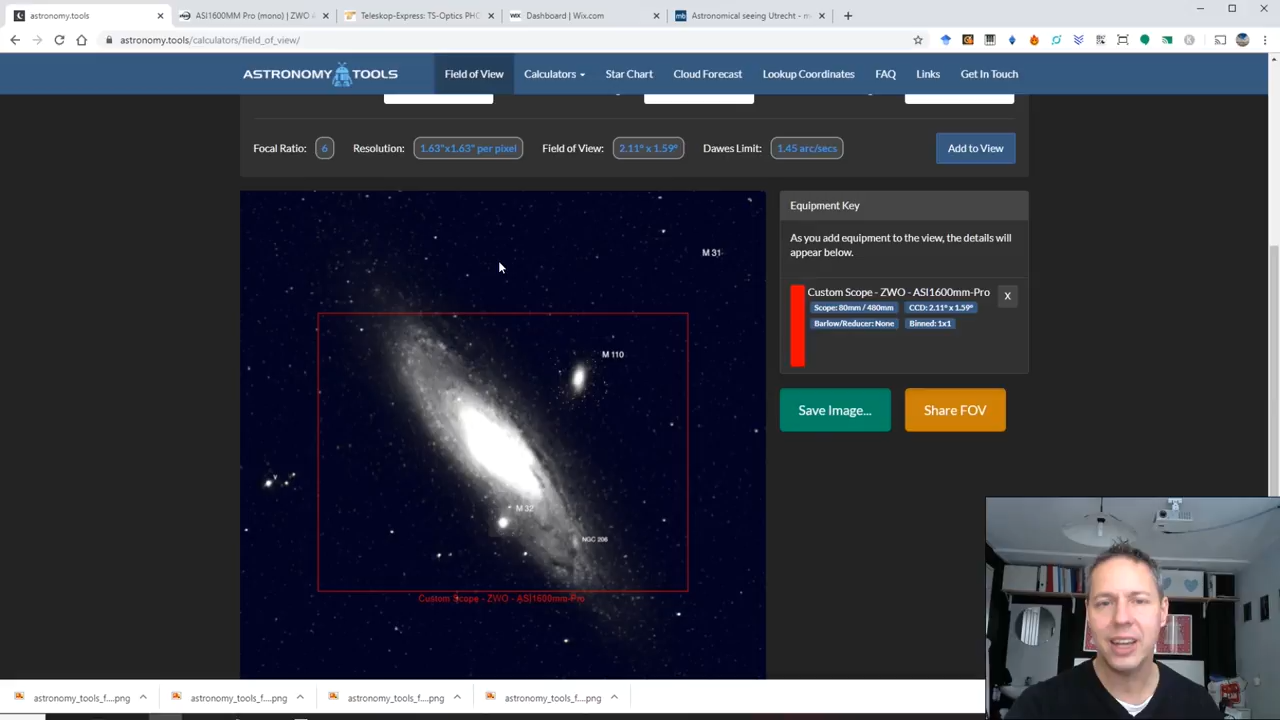 astronomy.tools
ASI1600MM Pro (mono) | ZWO A
Teleskop-Express: TS-Optics PHO
Dashboard | Wix.com
Astronomical seeing Utrecht - m
astronomy.tools/calculators/field_of_view/
ASTRONOMY TOOLS
Field of View
Calculators
Star Chart
Cloud Forecast
Lookup Coordinates
FAQ
Links
Get In Touch
Focal Ratio: 6
Resolution: 1.63"x1.63" per pixel
Field of View: 2.11° x 1.59°
Dawes Limit: 1.45 arc/secs
Add to View
M 31
M 110
M 32
NGC 206
Custom Scope - ZWO - ASI1600mm-Pro
Equipment Key
As you add equipment to the view, the details will
appear below.
Custom Scope - ZWO - ASI1600mm-Pro
X
Scope: 80mm / 480mm
CCD: 2.11° x 1.59°
Barlow/Reducer: None
Binned: 1x1
Save Image...
Share FOV
astronomy_tools_f....png
astronomy_tools_f....png
astronomy_tools_f....png
astronomy_tools_f....png